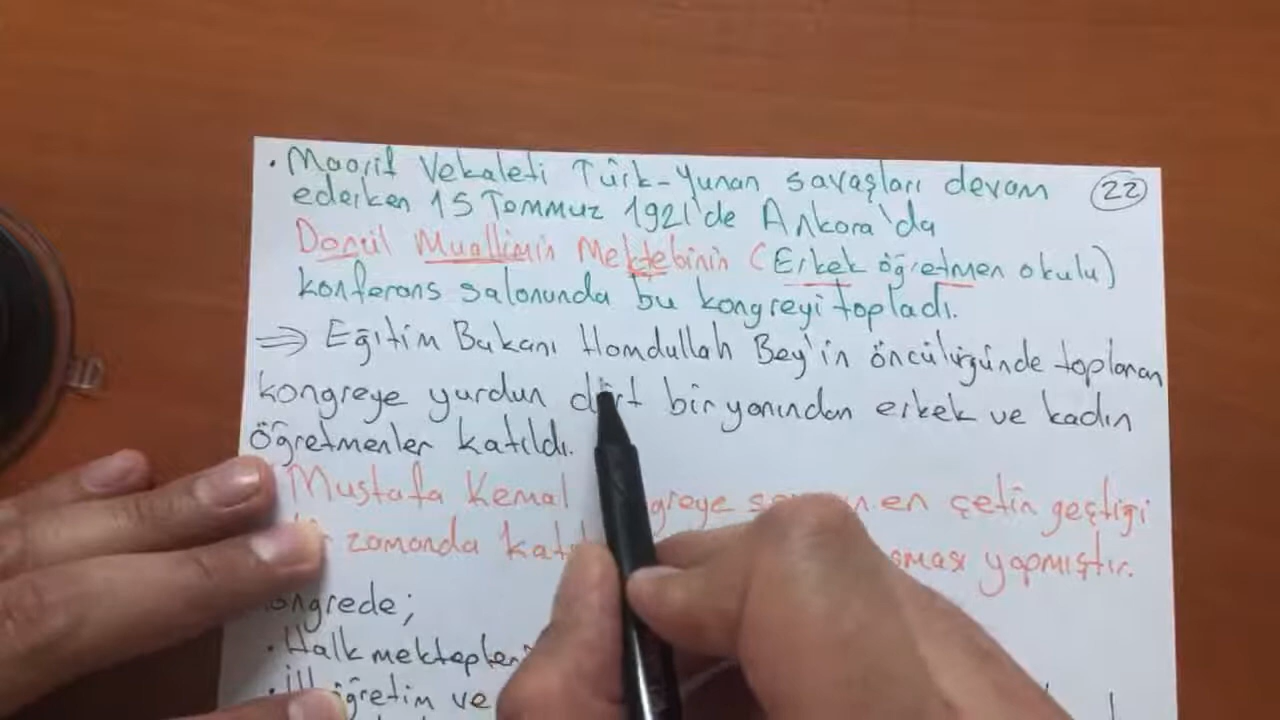 • Maarif Vekaleti Türk-Yunan savaşları devam
22
ederken 15 Temmuz 1921'de Ankara'da
Darül Muallimin Mektebinin (Erkek öğretmen okulu)
konferans salonunda bu kongreyi topladı.
⇒ Eğitim Bakanı Hamdullah Bey'in öncülüğünde toplanan
kongreye yurdun dört bir yanından erkek ve kadın
öğretmenler katıldı.
Mustafa Kemal en çetin geçtiği
zamanda yapmıştır.
• Halk mektepleri
• öğretim ve